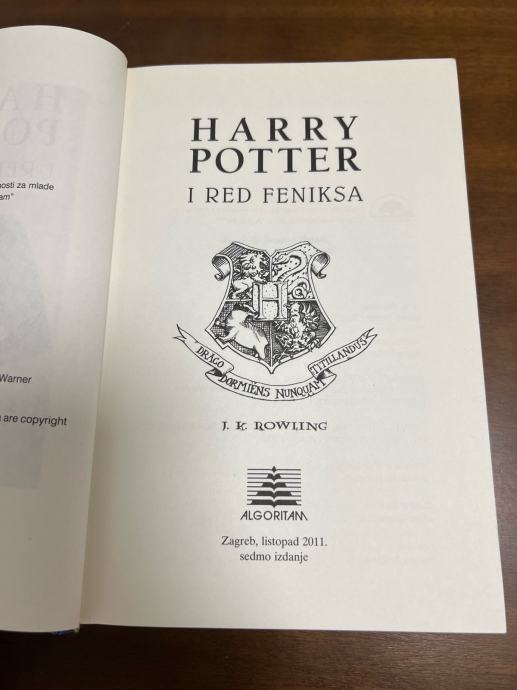 nosti za mlade
am"
Warner
are copyright
HARRY
POTTER
I RED FENIKSA
H
DRACO
DORMIENS NUNQUAM
TITILLANDUS
J. K. ROWLING
ALGORITAM
Zagreb, listopad 2011.
sedmo izdanje